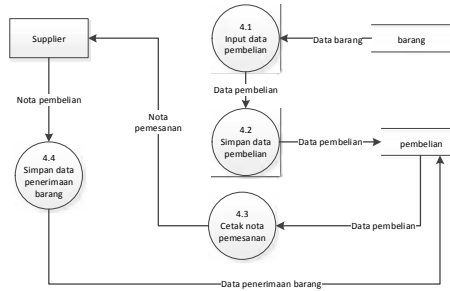 Supplier
4.1
Input data
pembelian
Data barang
barang
Nota pembelian
Nota
pemesanan
Data pembelian
4.2
Simpan data
pembelian
Data pembelian
pembelian
4.4
Simpan data
penerimaan
barang
4.3
Cetak nota
pemesanan
Data pembelian
Data penerimaan barang